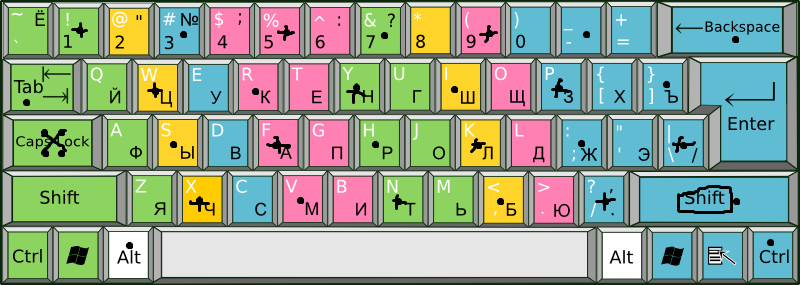 ~ Ё ` ! 1 @ " 2 # № 3 $ ; 4 % 5 ^ : 6 & ? 7 * 8 ( 9 ) 0 _ - + = Backspace
Tab Q Й W Ц E У R К T Е Y Н U Г I Ш O Щ P З { [ Х } ] Ъ Enter
Caps Lock A Ф S Ы D В F А G П H Р J О K Л L Д : ; Ж " ' Э | \ /
Shift Z Я X Ч C С V М B И N Т M Ь < , Б > . Ю ? / . , Shift
Ctrl Alt Alt Ctrl